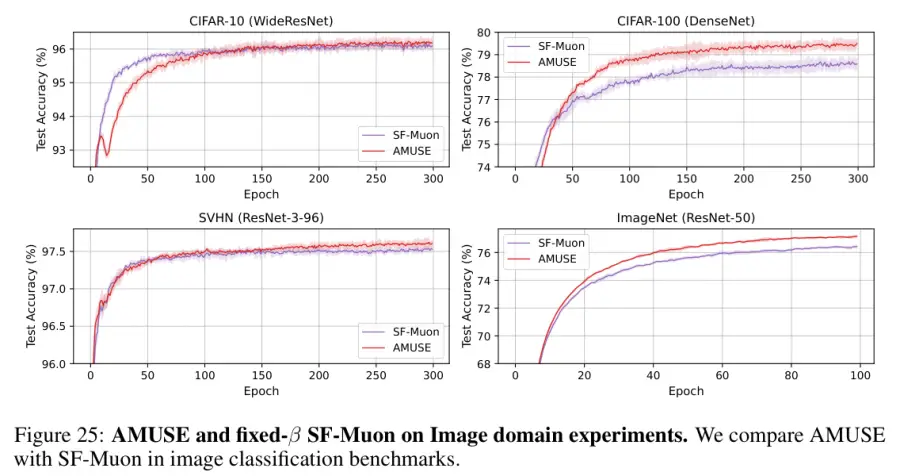 CIFAR-10 (WideResNet)
Test Accuracy (%)
96
95
94
93
SF-Muon
AMUSE
0 50 100 150 200 250 300
Epoch
CIFAR-100 (DenseNet)
Test Accuracy (%)
80
79
78
77
76
75
74
SF-Muon
AMUSE
0 50 100 150 200 250 300
Epoch
SVHN (ResNet-3-96)
Test Accuracy (%)
97.5
97.0
96.5
96.0
SF-Muon
AMUSE
0 50 100 150 200 250 300
Epoch
ImageNet (ResNet-50)
Test Accuracy (%)
76
74
72
70
68
SF-Muon
AMUSE
0 20 40 60 80 100
Epoch
Figure 25: AMUSE and fixed-β SF-Muon on Image domain experiments. We compare AMUSE
with SF-Muon in image classification benchmarks.